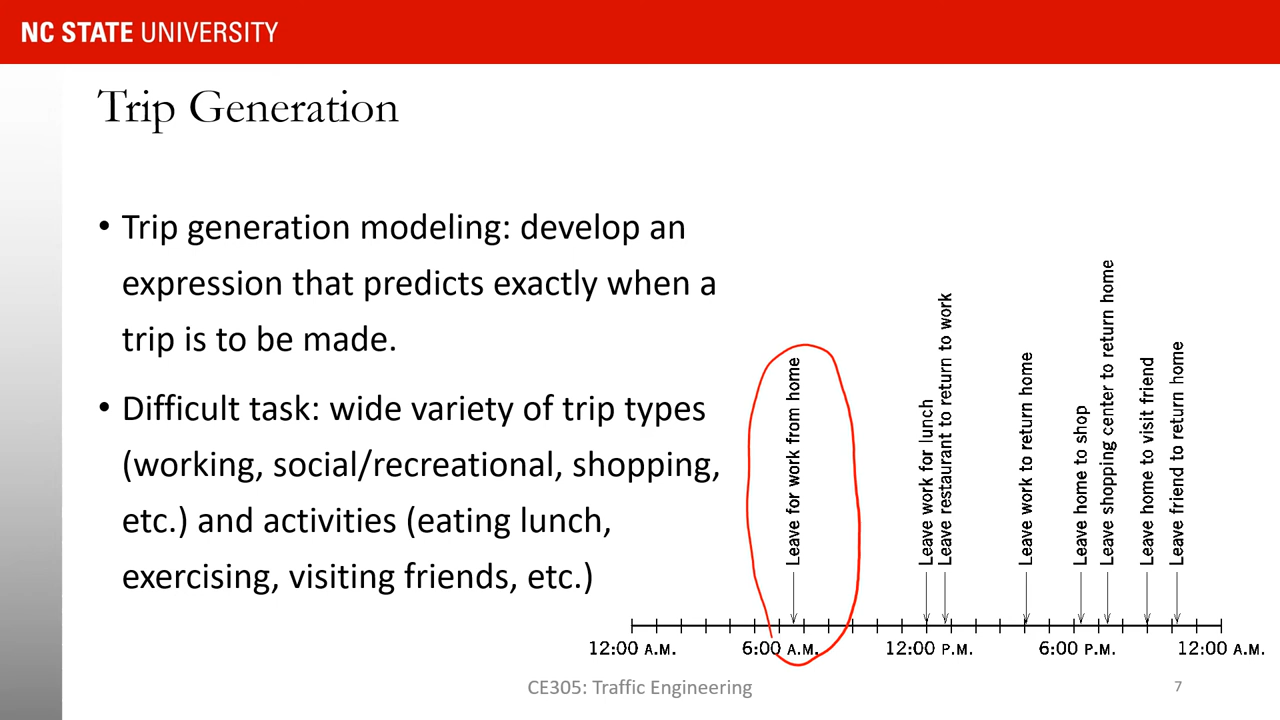 NC STATE UNIVERSITY
Trip Generation
• Trip generation modeling: develop an
expression that predicts exactly when a
trip is to be made.
• Difficult task: wide variety of trip types
(working, social/recreational, shopping,
etc.) and activities (eating lunch,
exercising, visiting friends, etc.)
Leave for work from home
Leave work for lunch
Leave restaurant to return to work
Leave work to return home
Leave home to shop
Leave shopping center to return home
Leave home to visit friend
Leave friend to return home
12:00 A.M. 6:00 A.M. 12:00 P.M. 6:00 P.M. 12:00 A.M.
CE305: Traffic Engineering
7